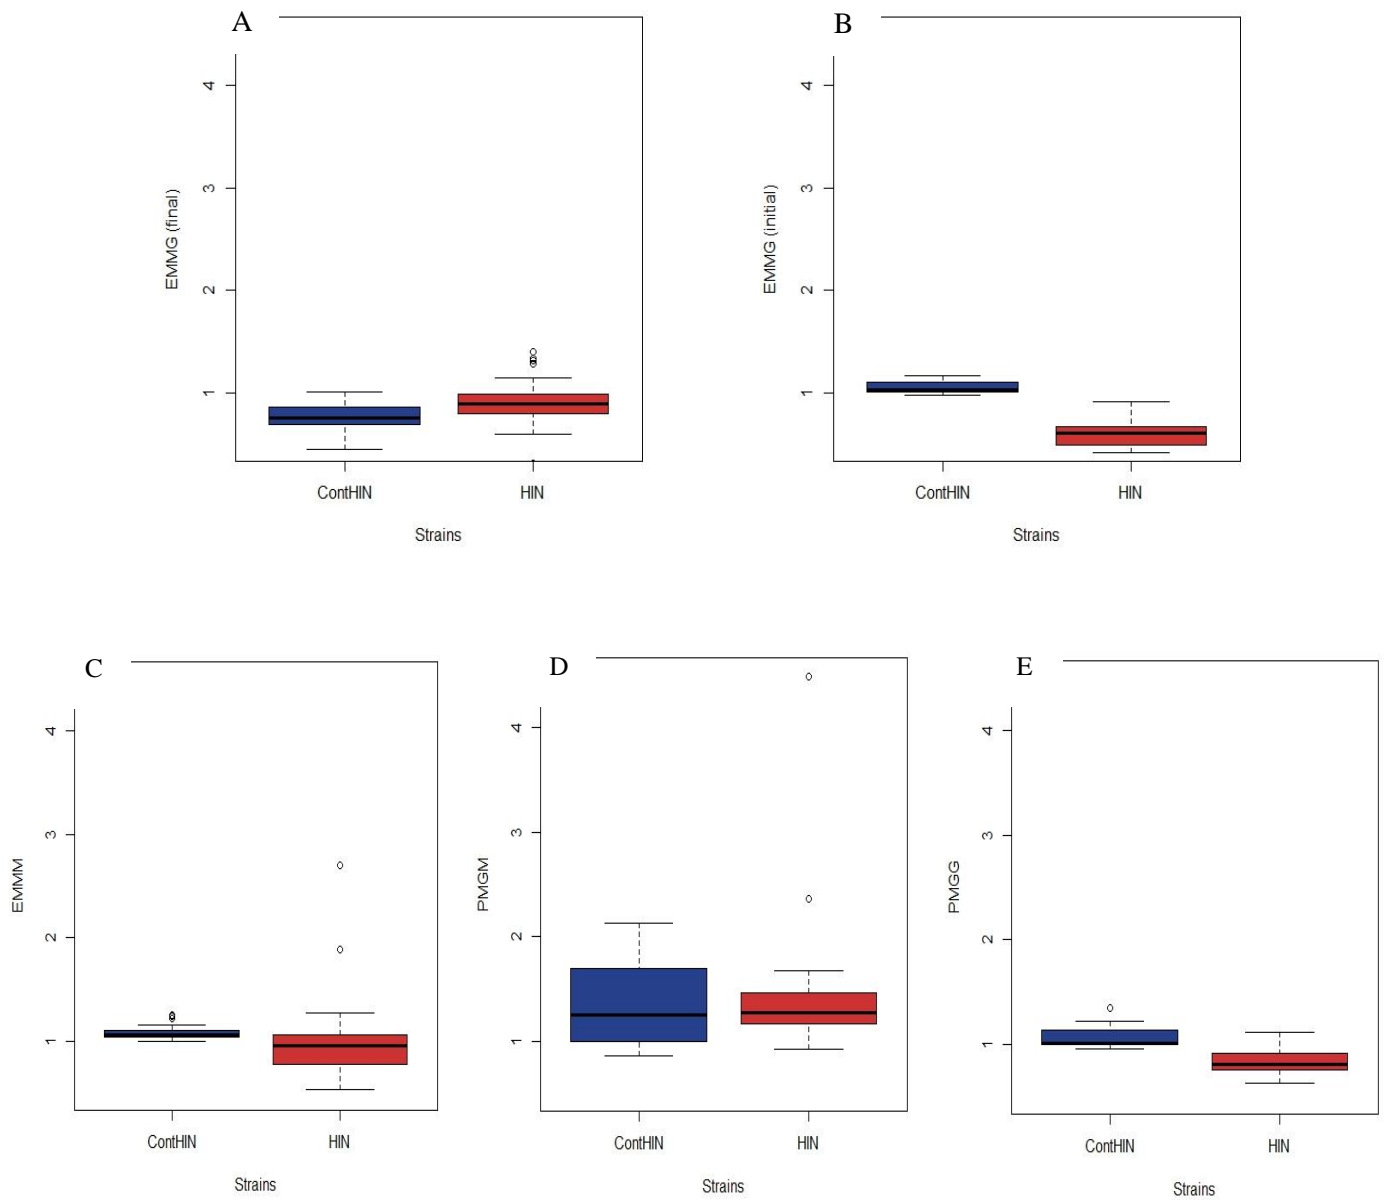 A
4
3
2
1
EMMG (final)
ContHIN HIN
Strains
B
4
3
2
1
EMMG (initial)
ContHIN HIN
Strains
C
4
3
2
1
EMMM
ContHIN HIN
Strains
D
4
3
2
1
PMGM
ContHIN HIN
Strains
E
4
3
2
1
PMGG
ContHIN HIN
Strains